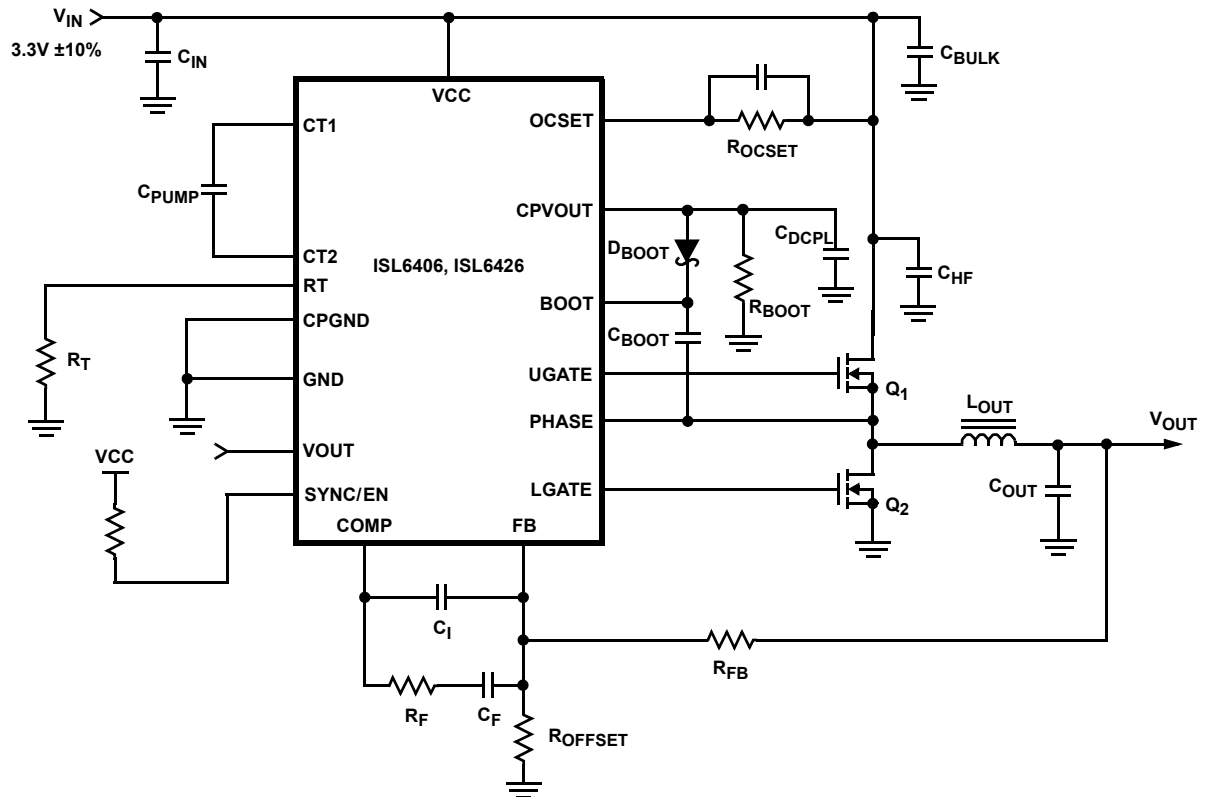 VIN
3.3V ±10%
CIN
VCC
CBULK
CT1
OCSET
ROCSET
CPUMP
CPVOUT
CDCPL
DBOOT
CT2
ISL6406, ISL6426
RT
BOOT
RBOOT
CHF
CPGND
CBOOT
RT
GND
UGATE
Q1
LOUT
VOUT
PHASE
VOUT
VCC
SYNC/EN
LGATE
Q2
COUT
COMP
FB
CI
RFB
RF
CF
ROFFSET